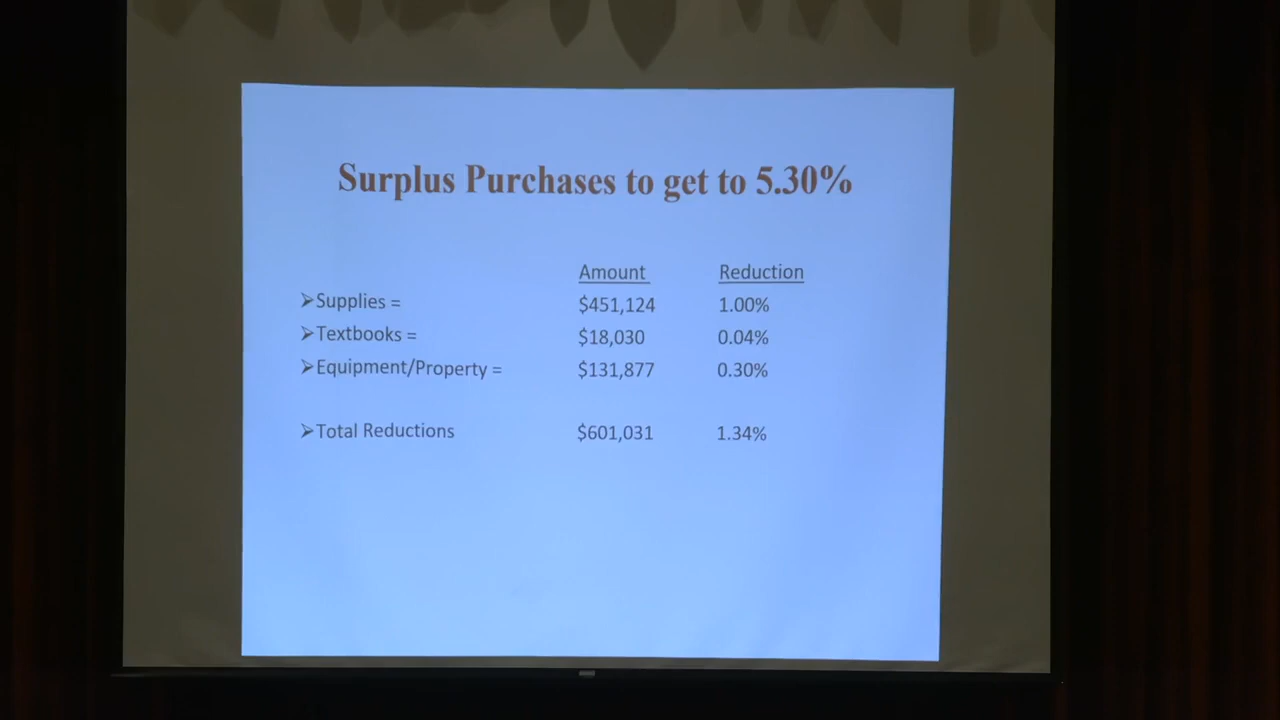 Surplus Purchases to get to 5.30%
Amount Reduction
➢Supplies = $451,124 1.00%
➢Textbooks = $18,030 0.04%
➢Equipment/Property = $131,877 0.30%
➢Total Reductions $601,031 1.34%